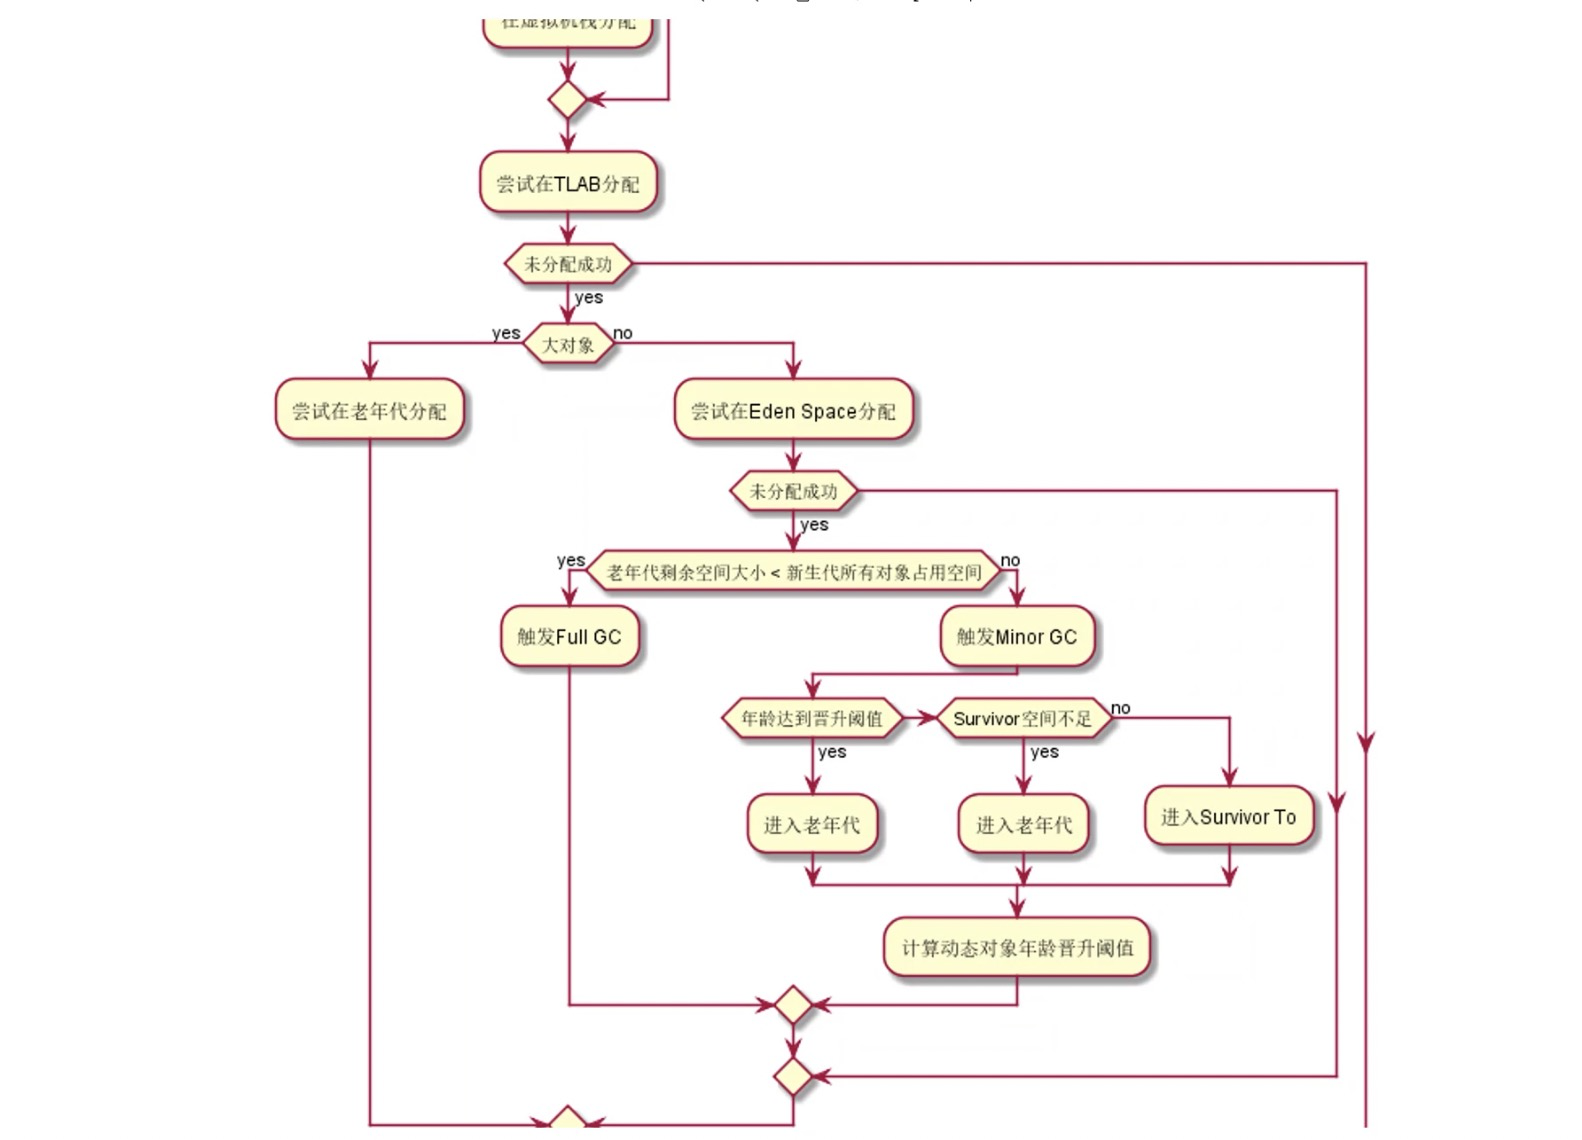 在虚拟机栈分配
尝试在TLAB分配
未分配成功
yes
yes
大对象
no
尝试在老年代分配
尝试在Eden Space分配
未分配成功
yes
yes
老年代剩余空间大小 < 新生代所有对象占用空间
no
触发Full GC
触发Minor GC
年龄达到晋升阈值
Survivor空间不足
no
yes
yes
进入老年代
进入老年代
进入Survivor To
计算动态对象年龄晋升阈值